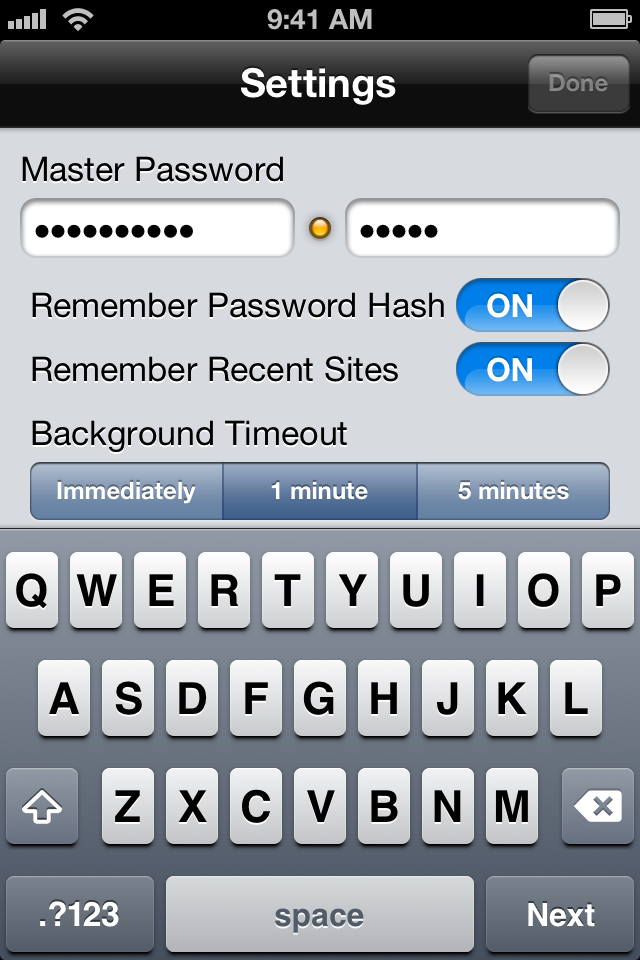 9:41 AM
Settings Done
Master Password
•••••••••• •••••
Remember Password Hash ON
Remember Recent Sites ON
Background Timeout
Immediately 1 minute 5 minutes
Q W E R T Y U I O P
A S D F G H J K L
Z X C V B N M
.?123 space Next